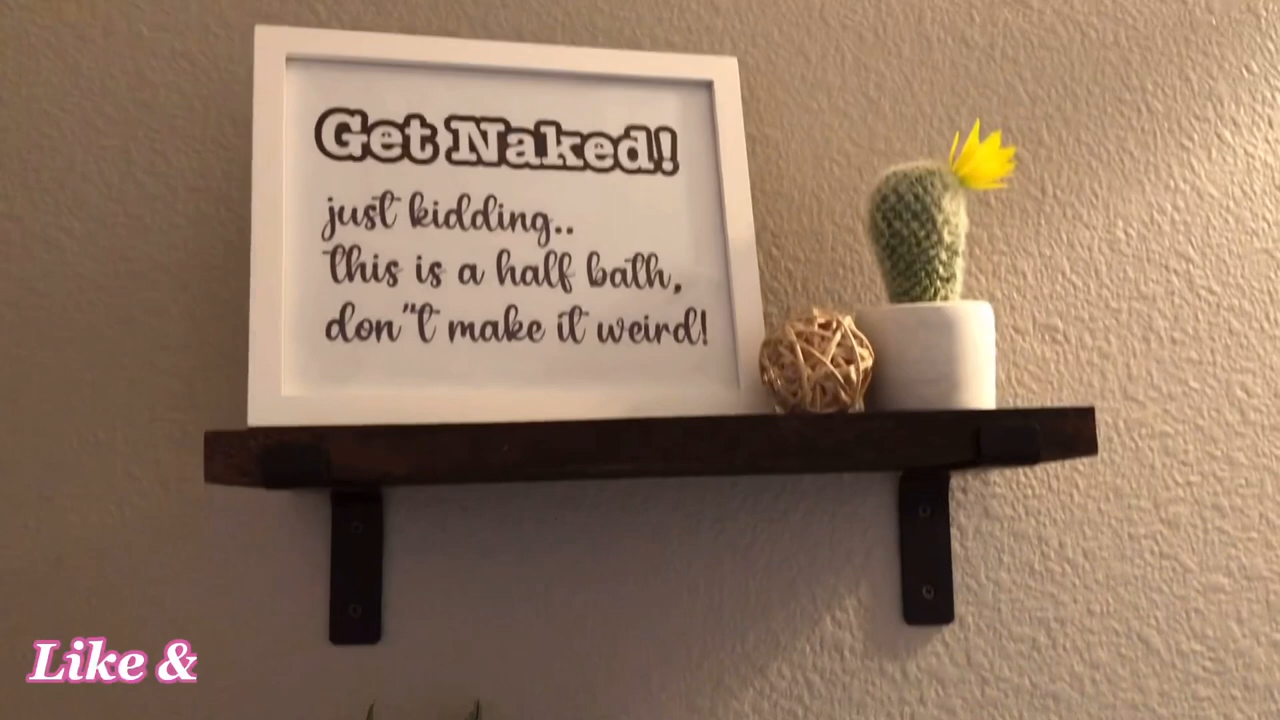 Get Naked!
just kidding..
this is a half bath,
don"t make it weird!
Like &